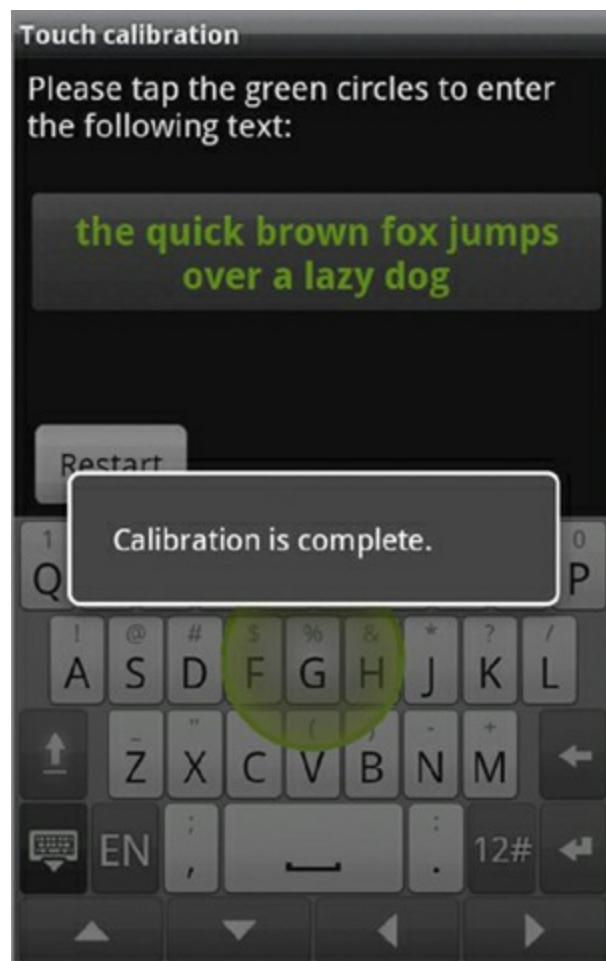 Touch calibration
Please tap the green circles to enter
the following text:
the quick brown fox jumps
over a lazy dog
Restart
Calibration is complete.
1 0
Q P
! @ # $ % & * ? /
A S D F G H J K L
_ " ( ) - +
Z X C V B N M
; :
EN , . 12#